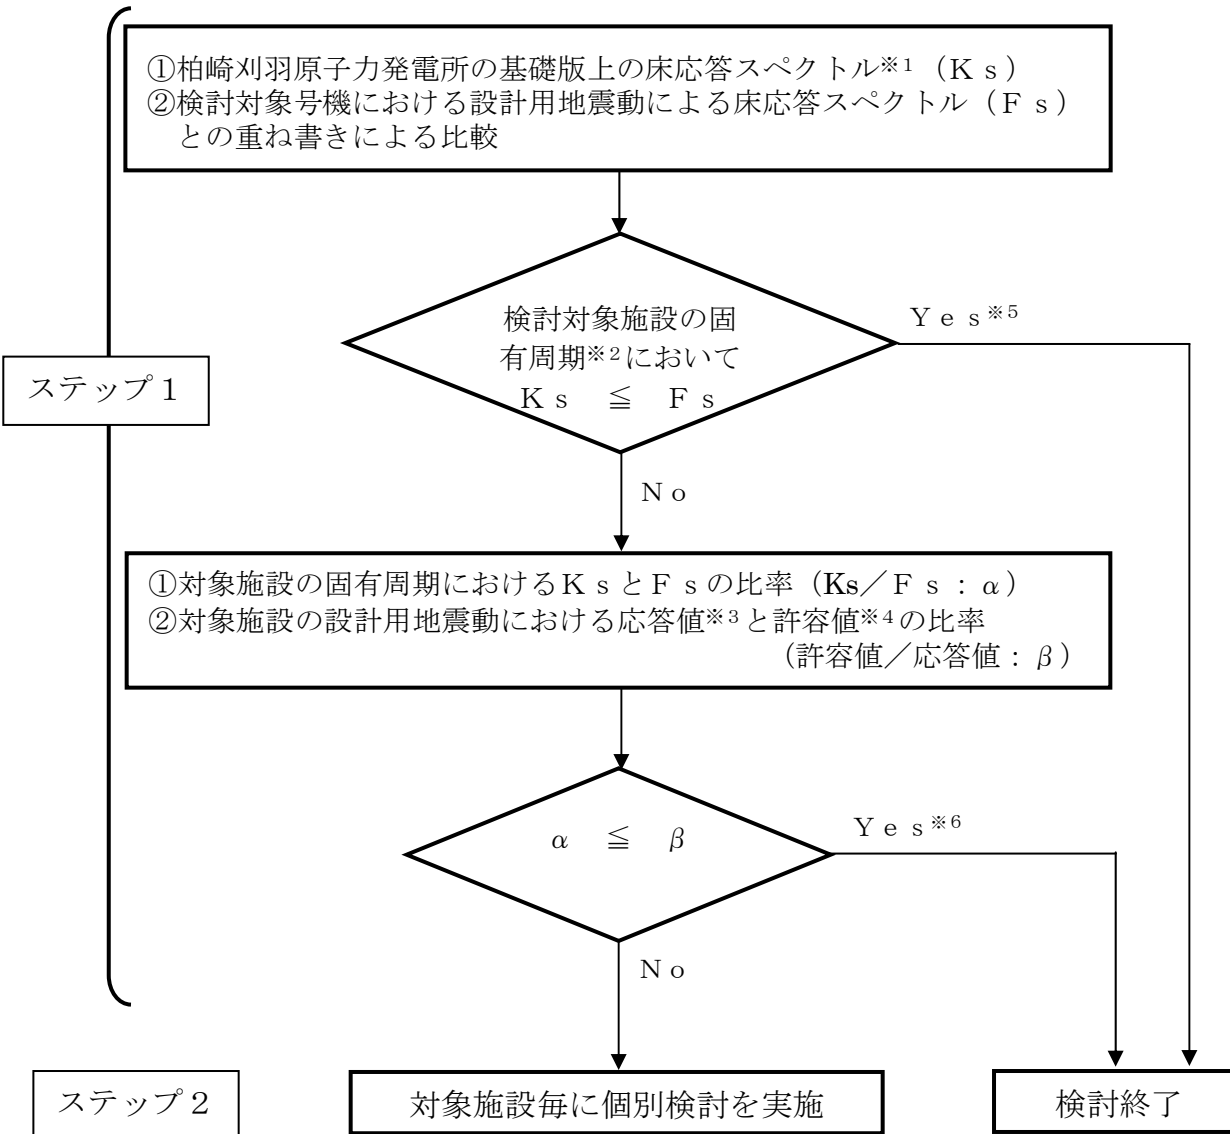 ①柏崎刈羽原子力発電所の基礎版上の床応答スペクトル※1（Ｋｓ）
②検討対象号機における設計用地震動による床応答スペクトル（Ｆｓ）
との重ね書きによる比較
検討対象施設の固
有周期※2において
Ｋｓ　≦　Ｆｓ
Ｙｅｓ※5
ステップ１
Ｎｏ
①対象施設の固有周期におけるＫｓとＦｓの比率（Ks／Ｆｓ：α）
②対象施設の設計用地震動における応答値※3と許容値※4の比率
（許容値／応答値：β）
α　≦　β
Ｙｅｓ※6
Ｎｏ
ステップ２
対象施設毎に個別検討を実施
検討終了